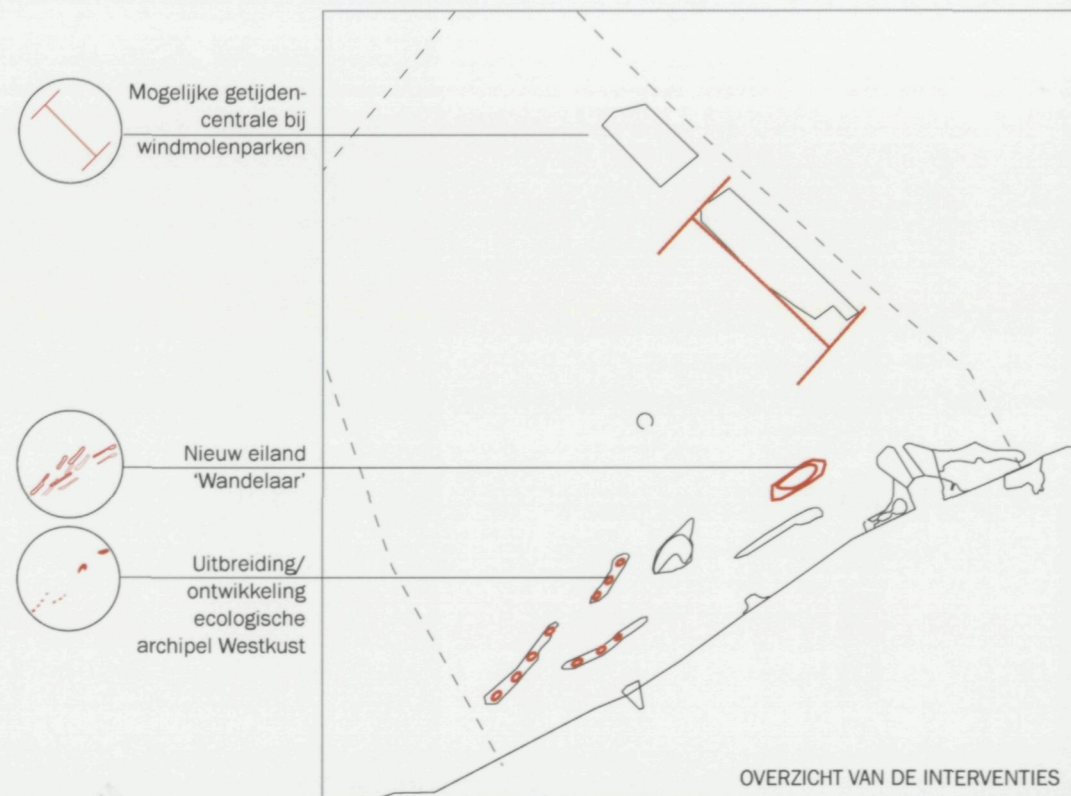 Mogelijke getijden-
centrale bij
windmolenparken
Nieuw eiland
‘Wandelaar’
Uitbreiding/
ontwikkeling
ecologische
archipel Westkust
OVERZICHT VAN DE INTERVENTIES